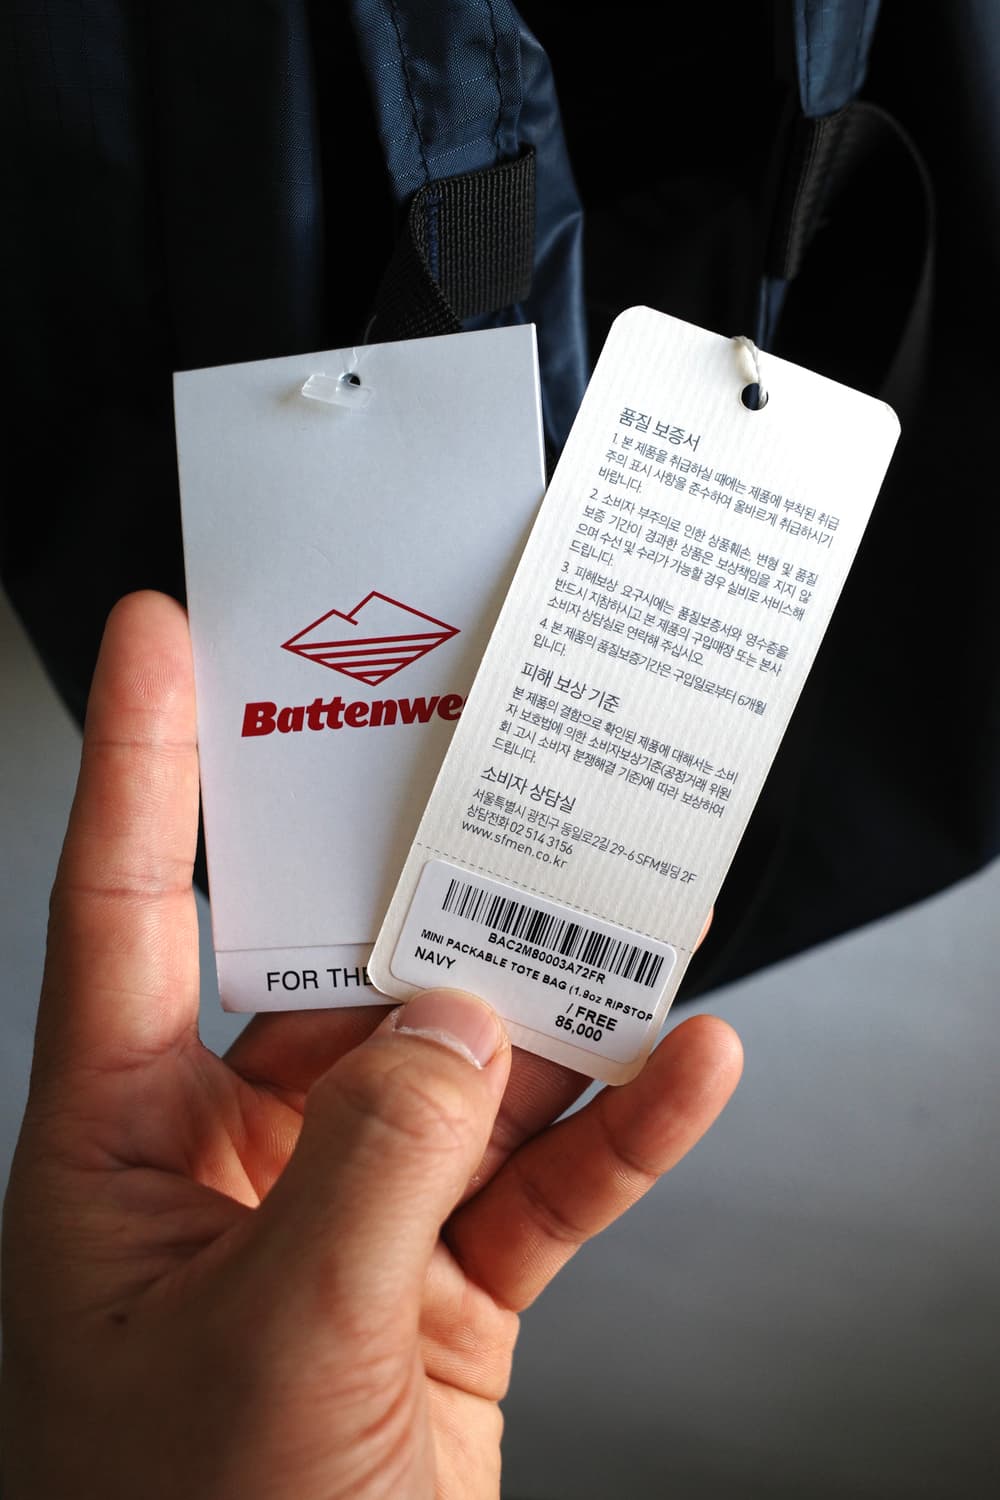 Battenwe
FOR THE
품질 보증서
1. 본 제품을 취급하실 때에는 제품에 부착된 취급
주의 표시 사항을 준수하여 올바르게 취급하시기
바랍니다.
2. 소비자 부주의로 인한 상품훼손, 변형 및 품질
보증 기간이 경과한 상품은 보상책임을 지지 않
으며 수선 및 수리가 가능할 경우 실비로 서비스해
드립니다.
3. 피해보상 요구시에는 품질보증서와 영수증을
반드시 지참하시고 본 제품의 구입매장 또는 본사
소비자 상담실로 연락해 주십시오.
4. 본 제품의 품질보증기간은 구입일로부터 6개월
입니다.
피해 보상 기준
본 제품의 결함으로 확인된 제품에 대해서는 소비
자 보호법에 의한 소비자보상기준(공정거래 위원
회 고시 소비자 분쟁해결 기준)에 따라 보상하여
드립니다.
소비자 상담실
서울특별시 광진구 동일로2길 29-6 SFM빌딩 2F
상담전화 02 514 3156
www.sfmen.co.kr
BAC2M80003A72FR
MINI PACKABLE TOTE BAG (1.9oz RIPSTOP
NAVY
/ FREE
85,000